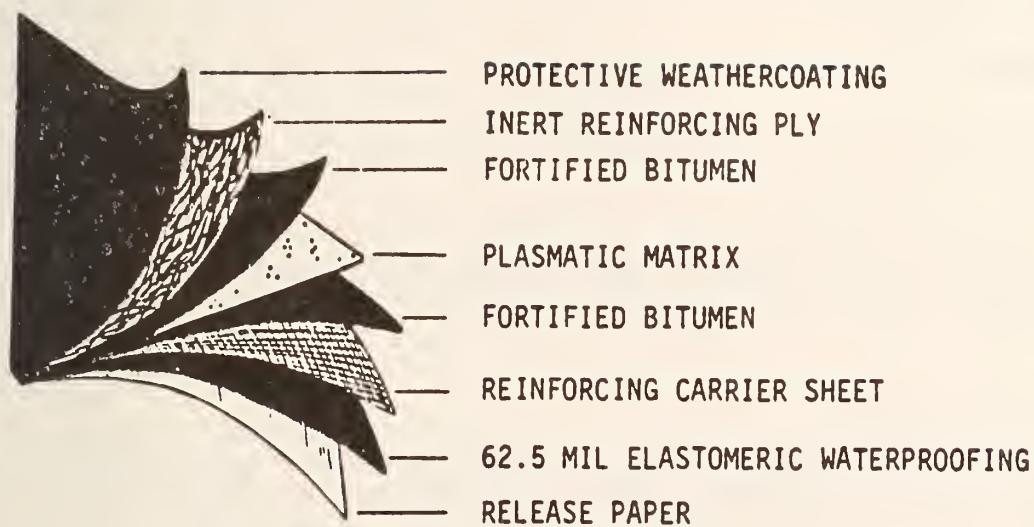 PROTECTIVE WEATHERCOATING
INERT REINFORCING PLY
FORTIFIED BITUMEN
PLASMATIC MATRIX
FORTIFIED BITUMEN
REINFORCING CARRIER SHEET
62.5 MIL ELASTOMERIC WATERPROOFING
RELEASE PAPER